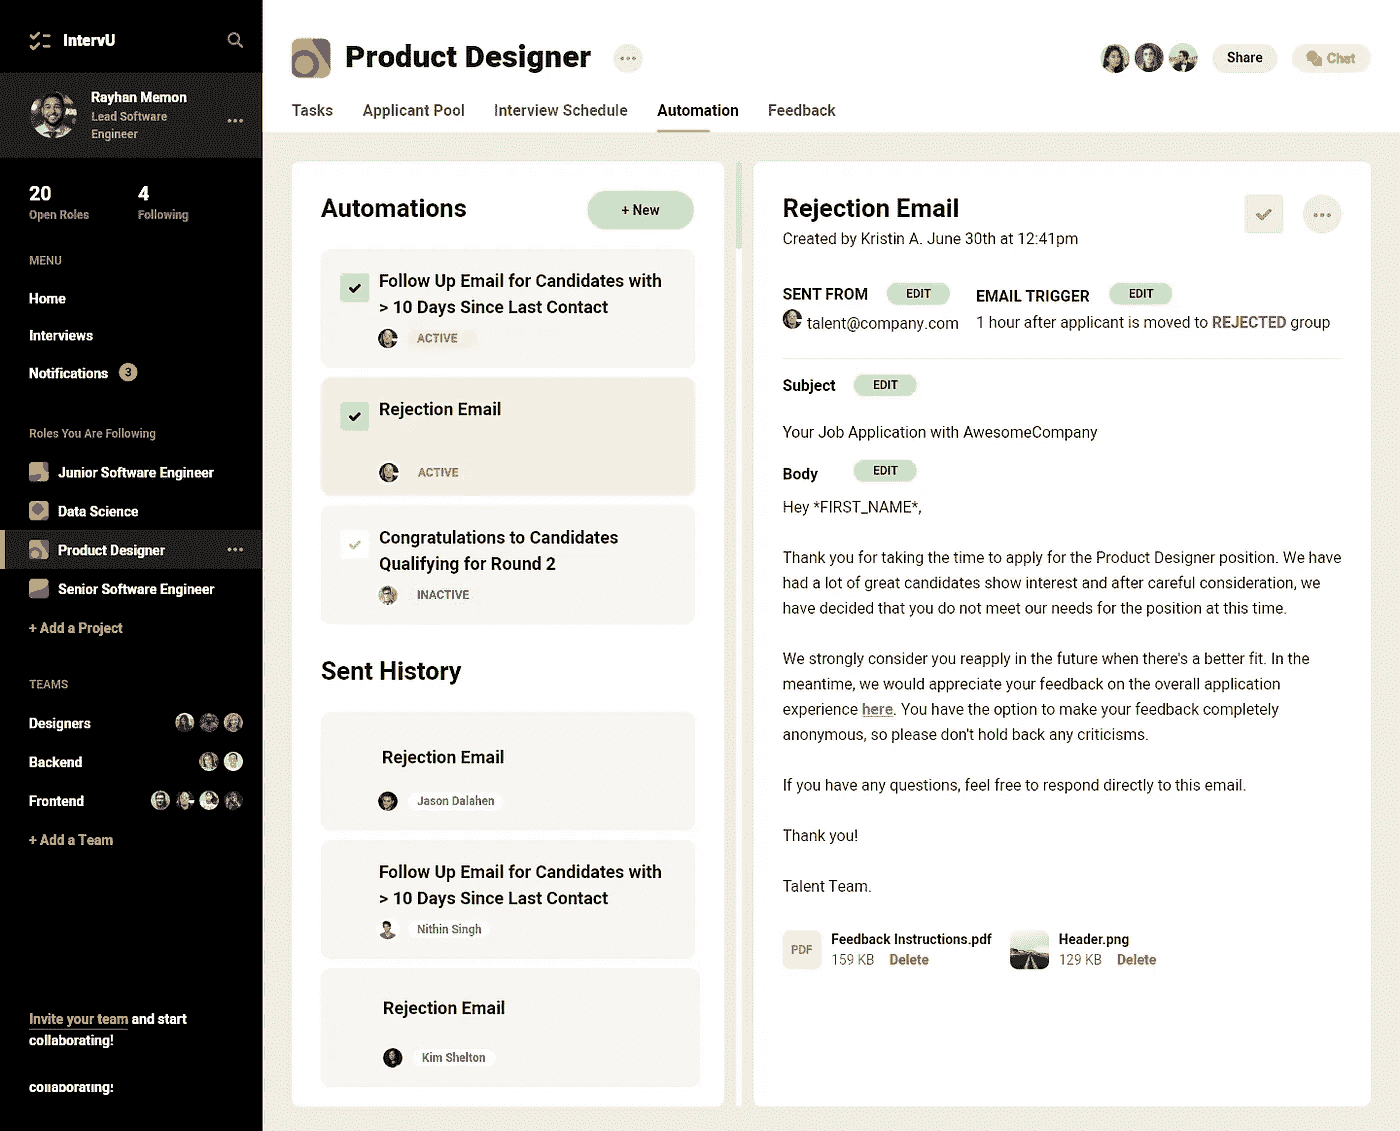 IntervU
Rayhan Memon
Lead Software
Engineer
20
4
Open Roles
Following
MENU
Home
Interviews
Notifications 3
Roles You Are Following
Junior Software Engineer
Data Science
Product Designer
Senior Software Engineer
+ Add a Project
TEAMS
Designers
Backend
Frontend
+ Add a Team
Invite your team and start
collaborating!
collaborating!
Product Designer
Share
Chat
Tasks
Applicant Pool
Interview Schedule
Automation
Feedback
Automations
+ New
Follow Up Email for Candidates with
> 10 Days Since Last Contact
ACTIVE
Rejection Email
ACTIVE
Congratulations to Candidates
Qualifying for Round 2
INACTIVE
Sent History
Rejection Email
Jason Dalahen
Follow Up Email for Candidates with
> 10 Days Since Last Contact
Nithin Singh
Rejection Email
Kim Shelton
Rejection Email
Created by Kristin A. June 30th at 12:41pm
SENT FROM EDIT
talent@company.com
EMAIL TRIGGER EDIT
1 hour after applicant is moved to REJECTED group
Subject EDIT
Your Job Application with AwesomeCompany
Body EDIT
Hey *FIRST_NAME*,
Thank you for taking the time to apply for the Product Designer position. We have
had a lot of great candidates show interest and after careful consideration, we
have decided that you do not meet our needs for the position at this time.
We strongly consider you reapply in the future when there's a better fit. In the
meantime, we would appreciate your feedback on the overall application
experience here. You have the option to make your feedback completely
anonymous, so please don't hold back any criticisms.
If you have any questions, feel free to respond directly to this email.
Thank you!
Talent Team.
PDF
Feedback Instructions.pdf
159 KB Delete
Header.png
129 KB Delete